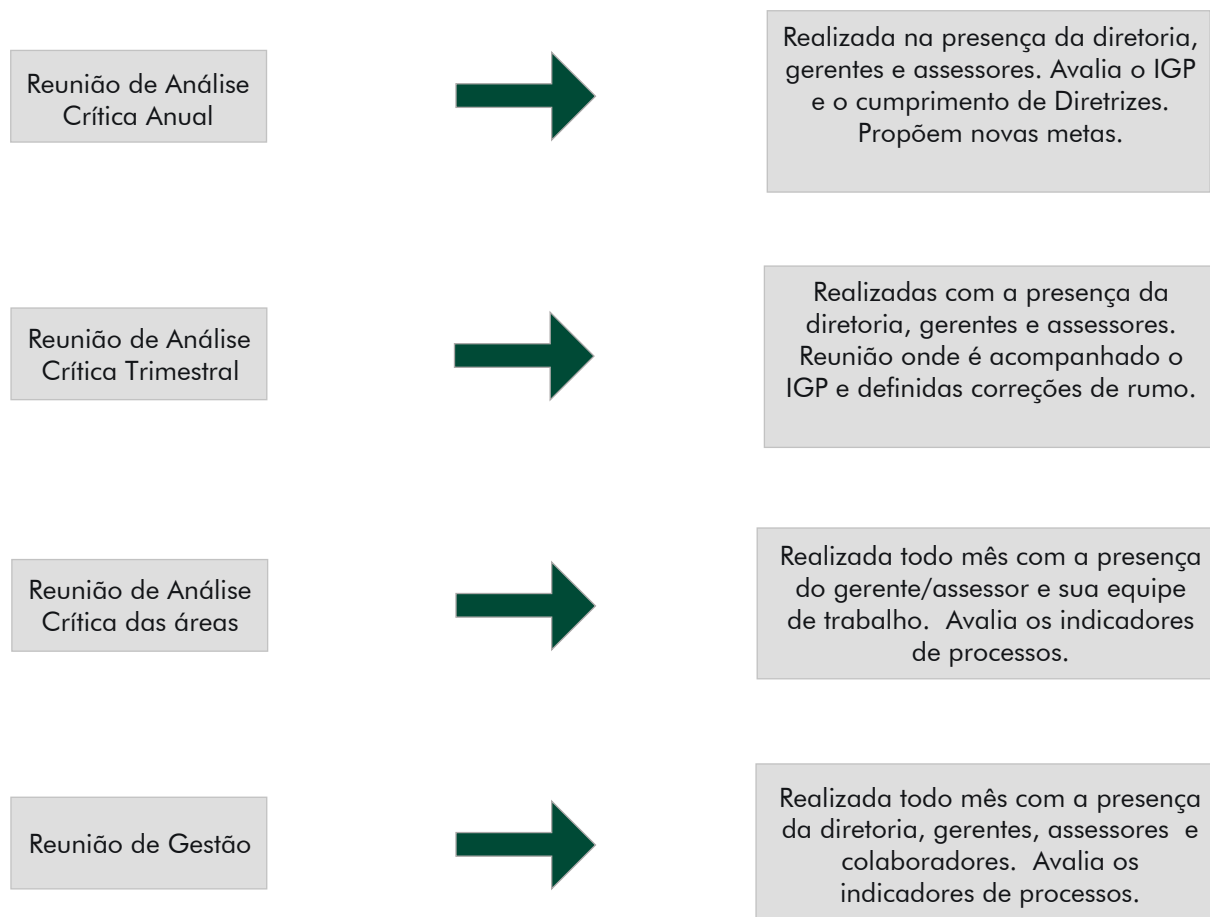 Reunião de Análise
Crítica Anual
Realizada na presença da diretoria,
gerentes e assessores. Avalia o IGP
e o cumprimento de Diretrizes.
Propõem novas metas.
Reunião de Análise
Crítica Trimestral
Realizadas com a presença da
diretoria, gerentes e assessores.
Reunião onde é acompanhado o
IGP e definidas correções de rumo.
Reunião de Análise
Crítica das áreas
Realizada todo mês com a presença
do gerente/assessor e sua equipe
de trabalho.  Avalia os indicadores
de processos.
Reunião de Gestão
Realizada todo mês com a presença
da diretoria, gerentes, assessores  e
colaboradores.  Avalia os
indicadores de processos.